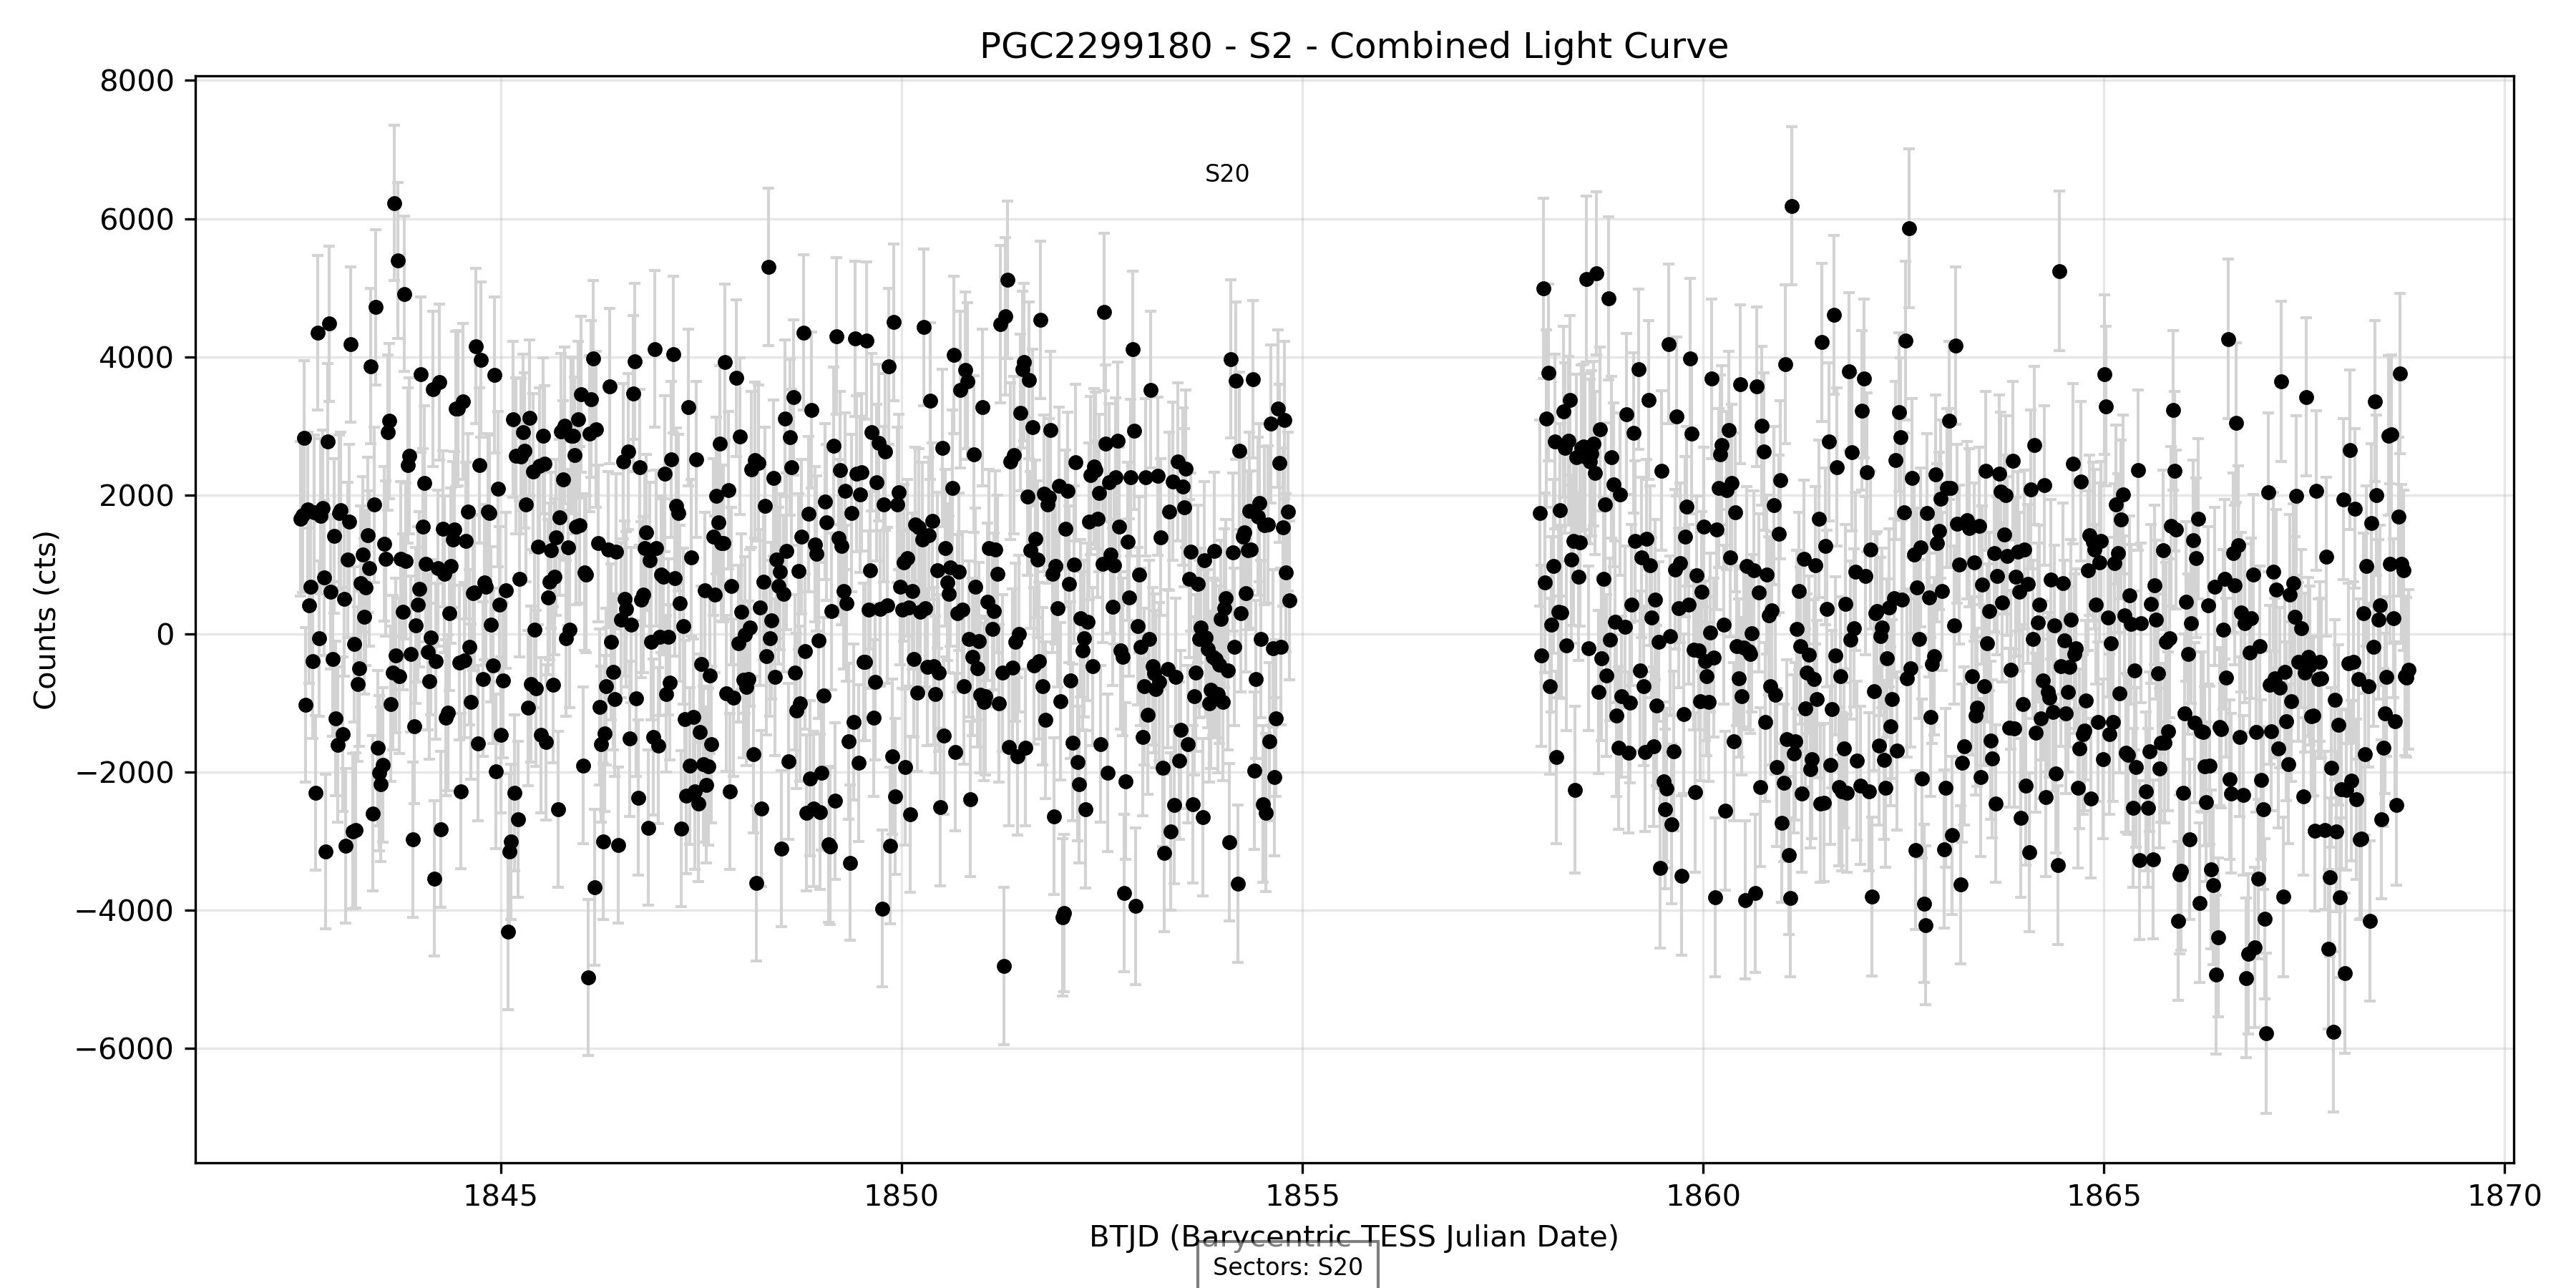 PGC2299180 - S2 - Combined Light Curve
8000
6000
4000
2000
0
−2000
−4000
−6000
Counts (cts)
S20
1845
1850
1855
1860
1865
1870
BTJD (Barycentric TESS Julian Date)
Sectors: S20